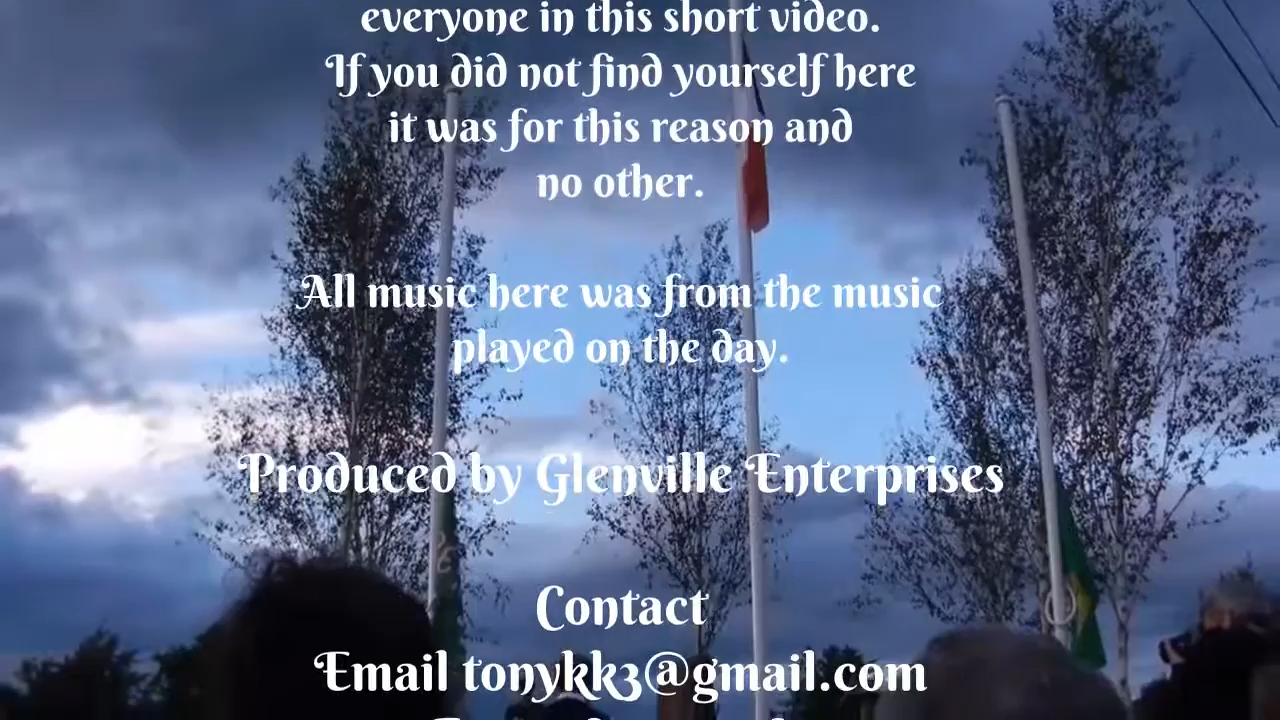 everyone in this short video.
If you did not find yourself here
it was for this reason and
no other.
All music here was from the music
played on the day.
Produced by Glenville Enterprises
Contact
Email tonykk3@gmail.com